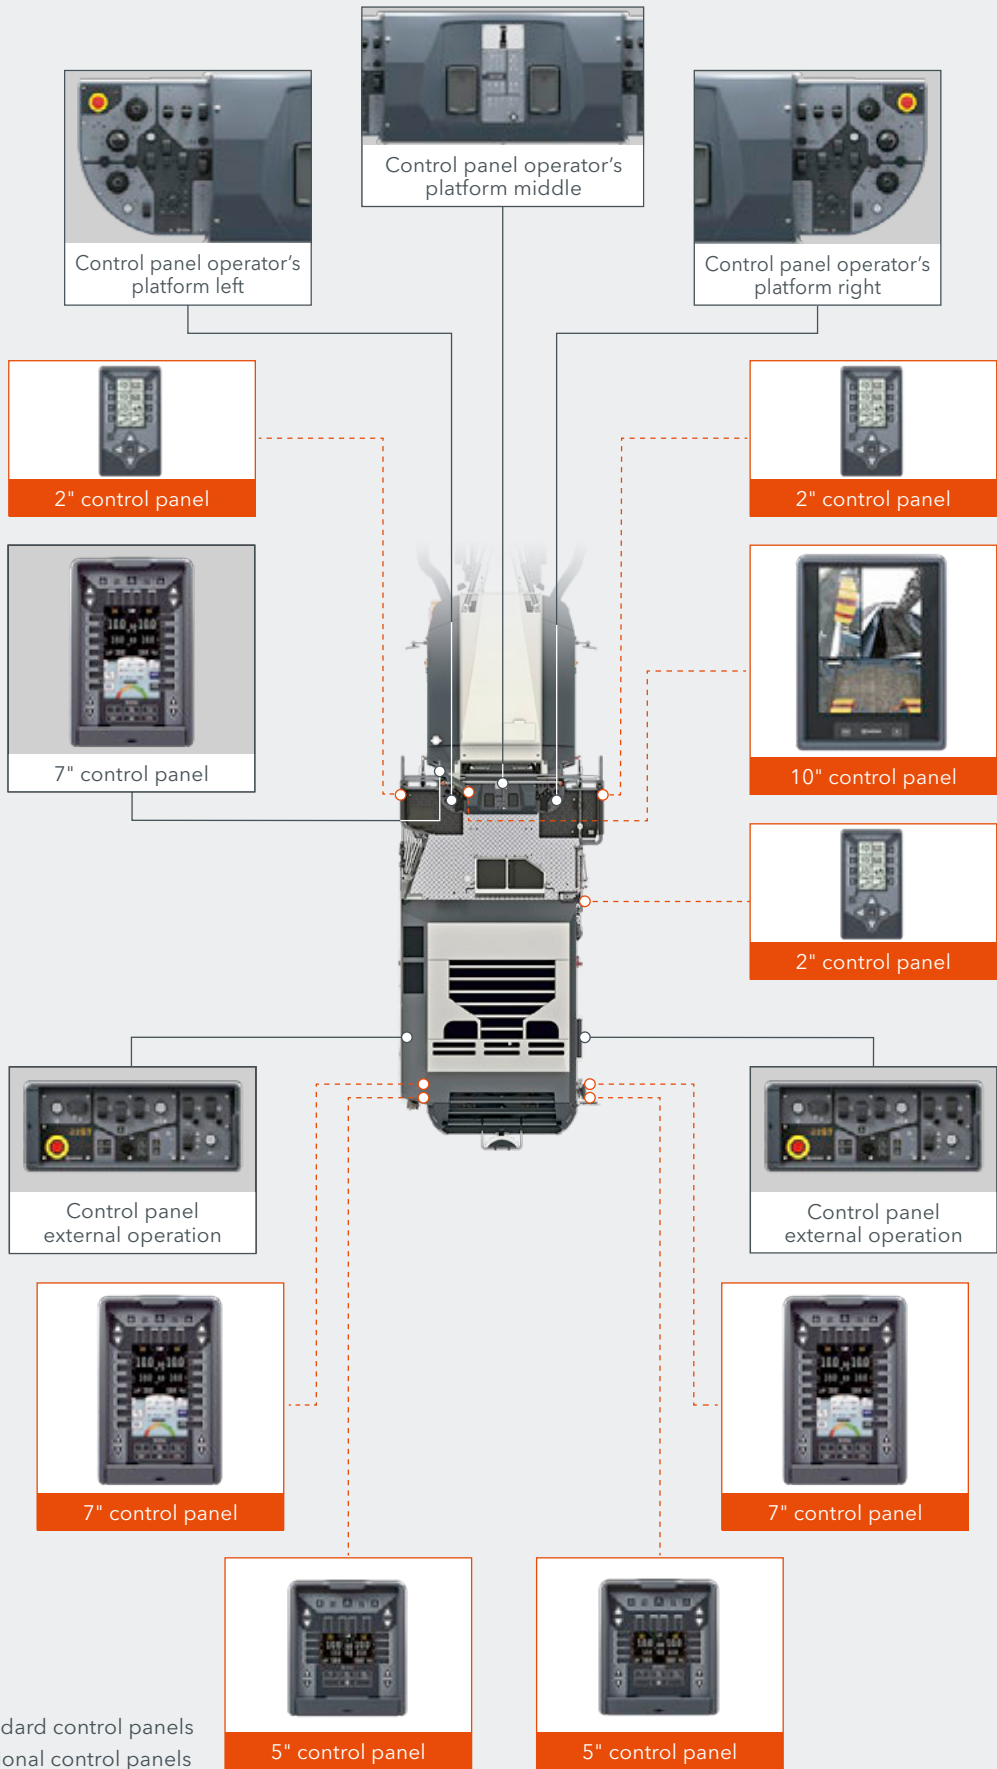 Control panel operator's
platform middle
Control panel operator's
platform left
Control panel operator's
platform right
2" control panel
2" control panel
7" control panel
10" control panel
2" control panel
Control panel
external operation
Control panel
external operation
7" control panel
7" control panel
5" control panel
5" control panel
dard control panels
ional control panels